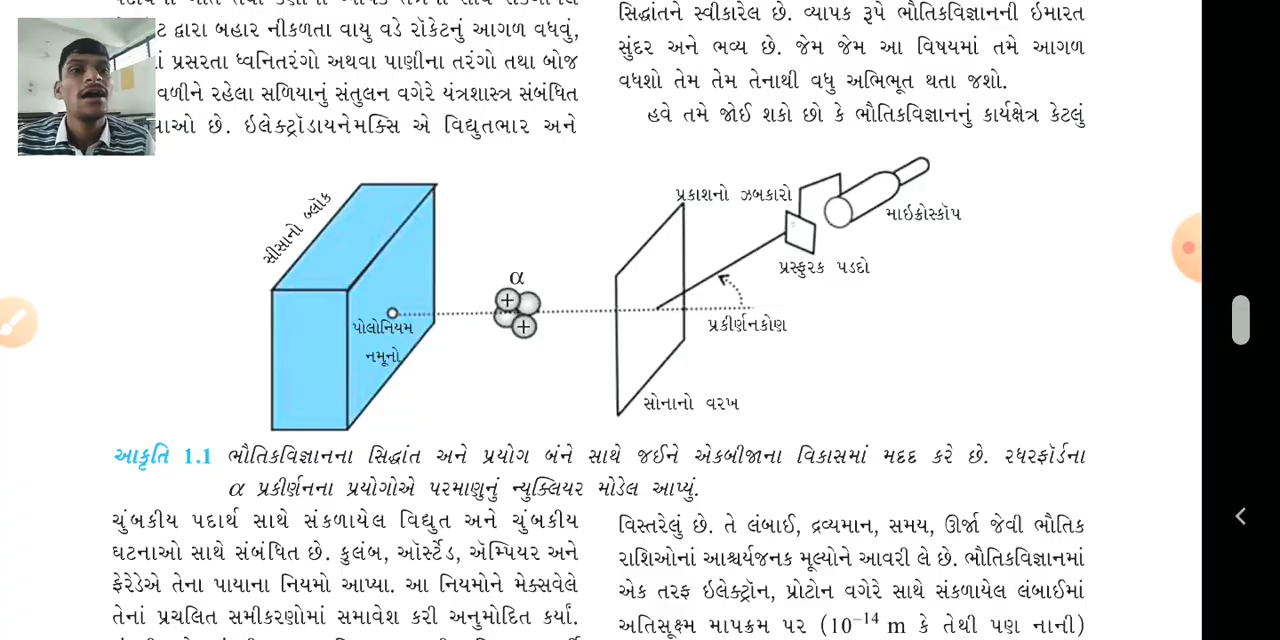 ટ દ્વારા બહાર નીકળતા વાયુ વડે રૉકેટનું આગળ વધવું,
ં પ્રસરતા ધ્વનિતરંગો અથવા પાણીના તરંગો તથા બોજ
વળીને રહેલા સળિયાનું સંતુલન વગેરે યંત્રશાસ્ત્ર સંબંધિત
યાઓ છે. ઇલેક્ટ્રૉડાયનેમક્સિ એ વિદ્યુતભાર અને
સિદ્ધાંતને સ્વીકારેલ છે. વ્યાપક રૂપે ભૌતિકવિજ્ઞાનની ઇમારત
સુંદર અને ભવ્ય છે. જેમ જેમ આ વિષયમાં તમે આગળ
વધશો તેમ તેમ તેનાથી વધુ અભિભૂત થતા જશો.
હવે તમે જોઈ શકો છો કે ભૌતિકવિજ્ઞાનનું કાર્યક્ષેત્ર કેટલું
સીસાનો બ્લૉક
પોલોનિયમ
નમૂનો
α
+
+
પ્રકાશનો ઝબકારો
માઇક્રોસ્કૉપ
પ્રસ્ફુરક પડદો
પ્રકીર્ણનકોણ
સોનાનો વરખ
આકૃતિ 1.1 ભૌતિકવિજ્ઞાનના સિદ્ધાંત અને પ્રયોગ બંને સાથે જઈને એકબીજાના વિકાસમાં મદદ કરે છે. રધરફૉર્ડના
α પ્રકીર્ણનના પ્રયોગોએ પરમાણુનું ન્યુક્લિયર મોડેલ આપ્યું.
ચુંબકીય પદાર્થ સાથે સંકળાયેલ વિદ્યુત અને ચુંબકીય
ઘટનાઓ સાથે સંબંધિત છે. કુલંબ, ઑર્સ્ટેડ, ઍમ્પિયર અને
ફેરેડેએ તેના પાયાના નિયમો આપ્યા. આ નિયમોને મેક્સવેલે
તેનાં પ્રચલિત સમીકરણોમાં સમાવેશ કરી અનુમોદિત કર્યાં.
વિસ્તરેલું છે. તે લંબાઈ, દ્રવ્યમાન, સમય, ઊર્જા જેવી ભૌતિક
રાશિઓનાં આશ્ચર્યજનક મૂલ્યોને આવરી લે છે. ભૌતિકવિજ્ઞાનમાં
એક તરફ ઇલેક્ટ્રૉન, પ્રોટોન વગેરે સાથે સંકળાયેલ લંબાઈમાં
અતિસૂક્ષ્મ માપક્રમ પર (10⁻¹⁴ m કે તેથી પણ નાની)